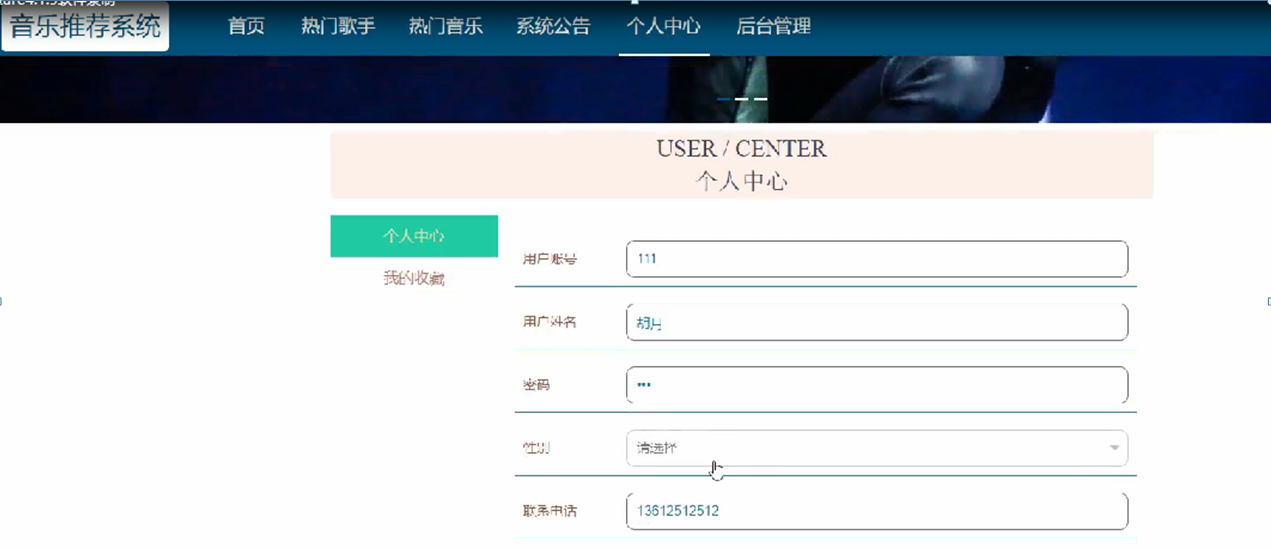 音乐推荐系统 首页 热门歌手 热门音乐 系统公告 个人中心 后台管理
USER / CENTER
个人中心
个人中心
我的收藏
用户账号 111
用户姓名 胡月
密码 •••
性别 请选择
联系电话 13612512512